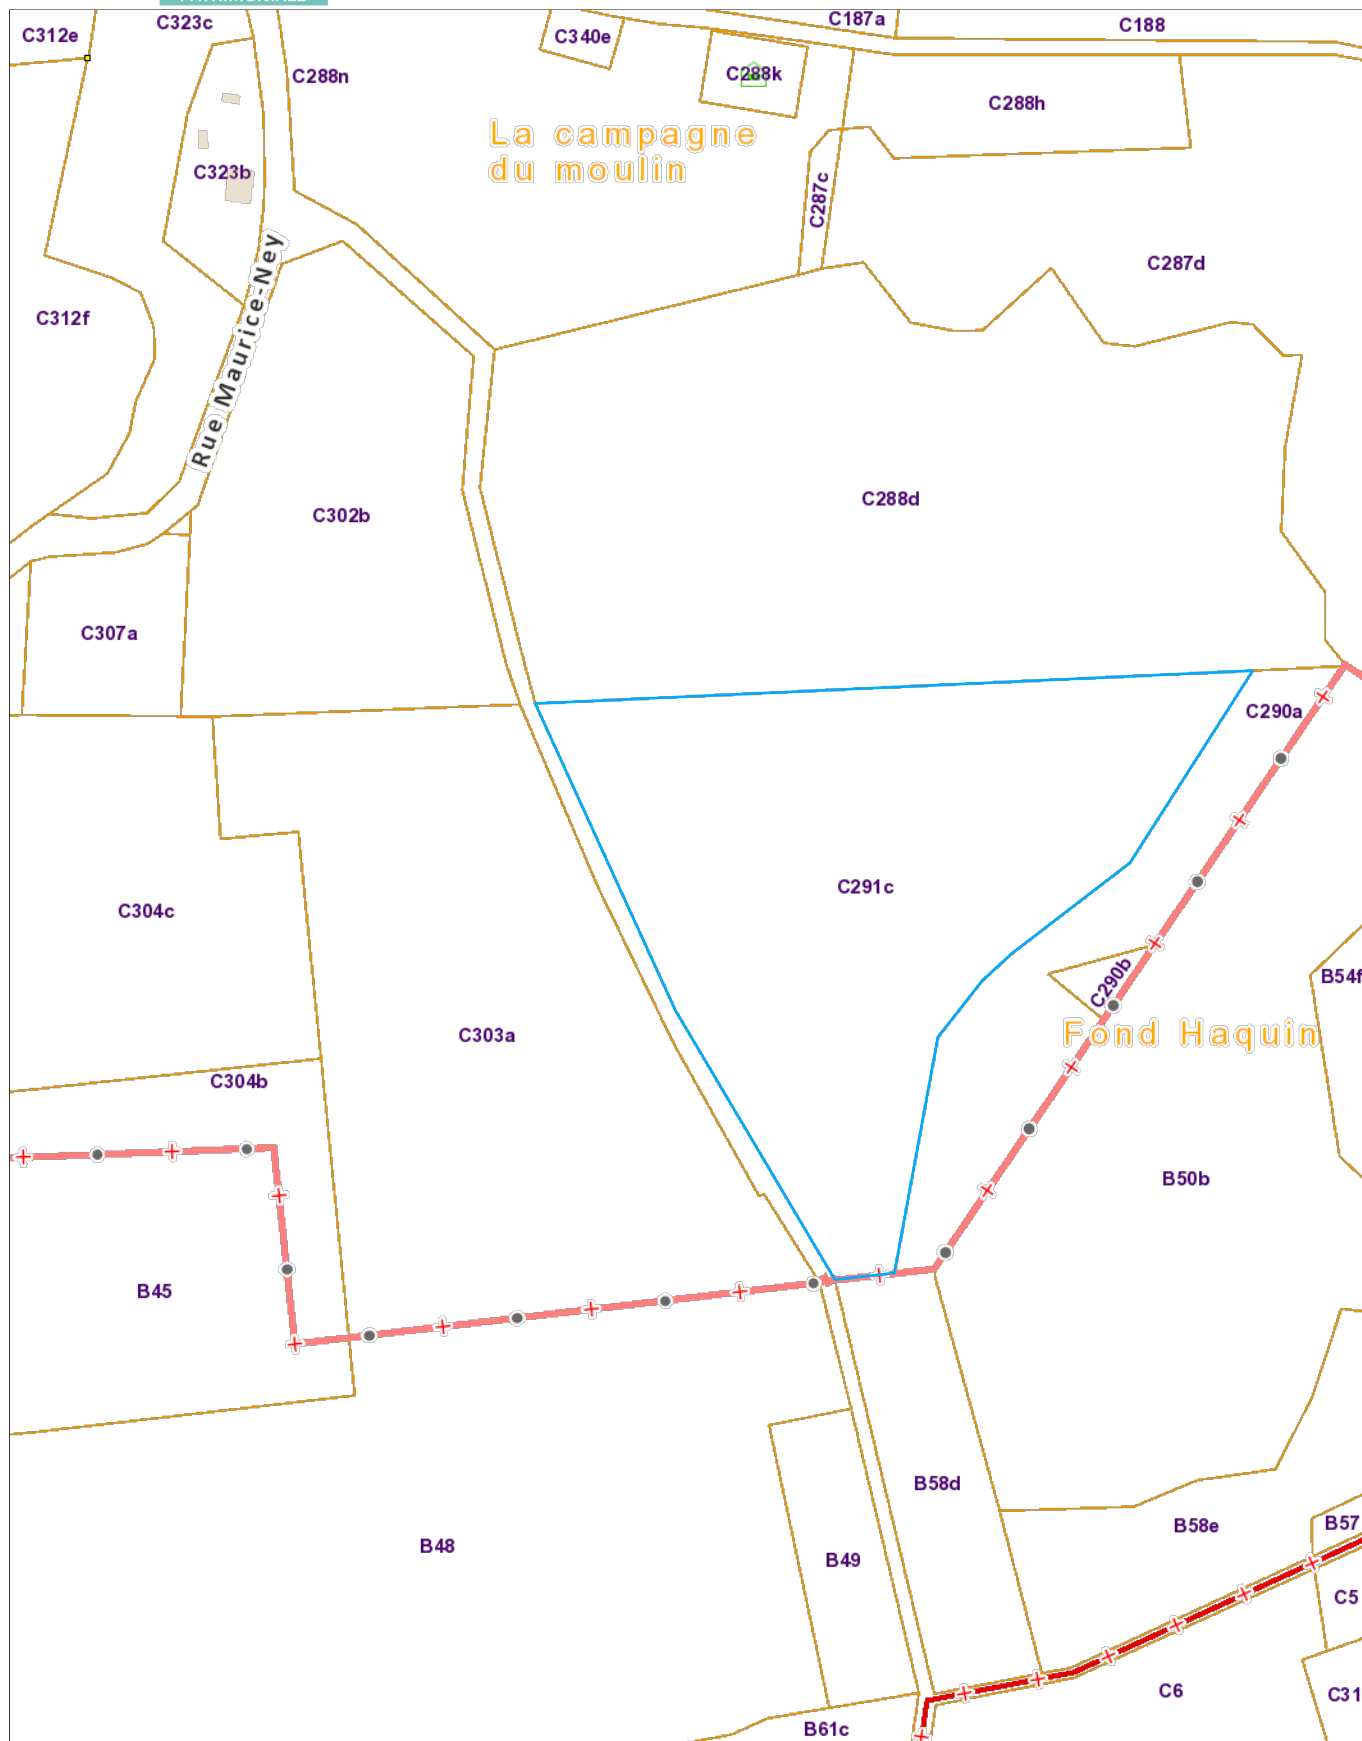 C312e
C323c
C340e
C187a
C188
C288n
C288k
C288h
La campagne
du moulin
C323b
C287c
C287d
Rue Maurice-Ney
C312f
C302b
C288d
C307a
C290a
C291c
C304c
C290b
B54f
C303a
Fond Haquin
C304b
B50b
B45
B58d
B58e
B57
B48
B49
C5
C6
C31
B61c